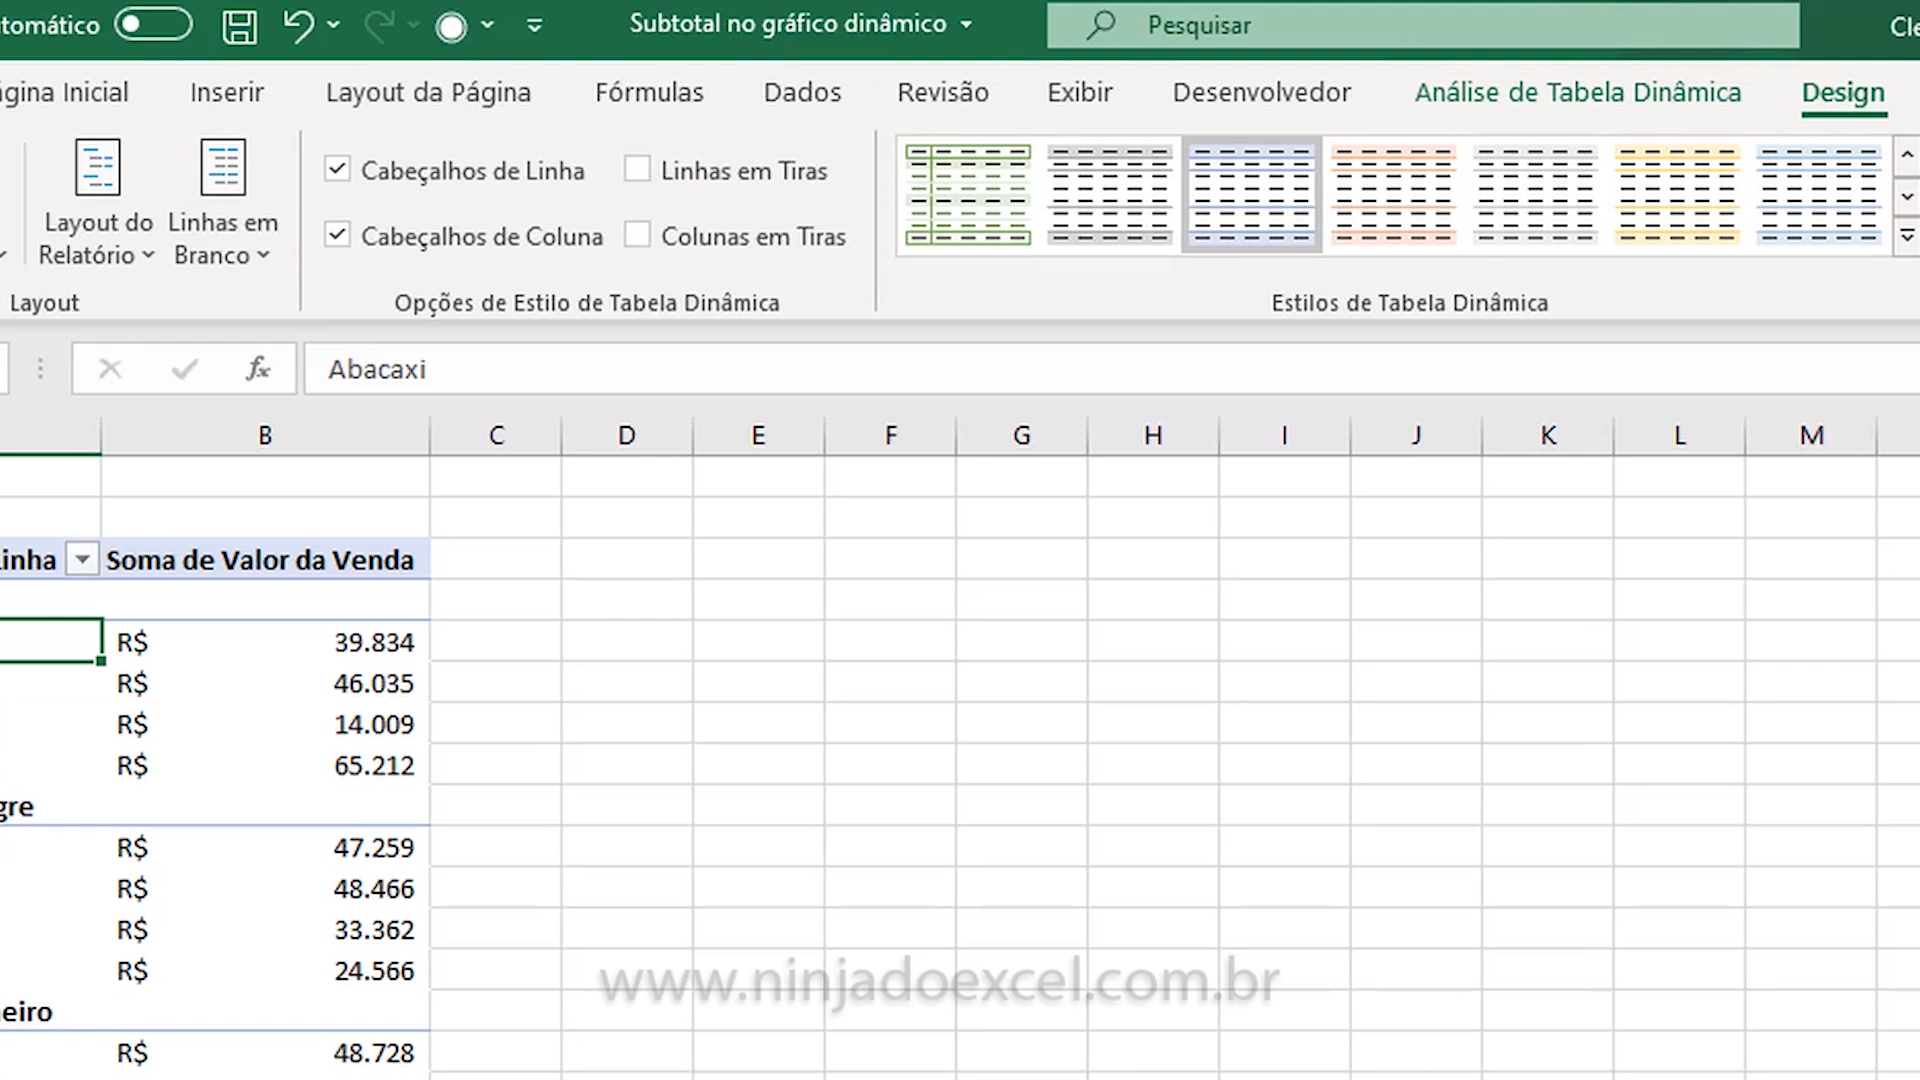 tomático Subtotal no gráfico dinâmico Pesquisar Cle
ágina Inicial Inserir Layout da Página Fórmulas Dados Revisão Exibir Desenvolvedor Análise de Tabela Dinâmica Design
Layout do Relatório Linhas em Branco
Cabeçalhos de Linha Linhas em Tiras
Cabeçalhos de Coluna Colunas em Tiras
Layout Opções de Estilo de Tabela Dinâmica Estilos de Tabela Dinâmica
fx Abacaxi
B C D E F G H I J K L M
Linha Soma de Valor da Venda
R$ 39.834
R$ 46.035
R$ 14.009
R$ 65.212
gre
R$ 47.259
R$ 48.466
R$ 33.362
R$ 24.566
www.ninjadoexcel.com.br
eiro
R$ 48.728